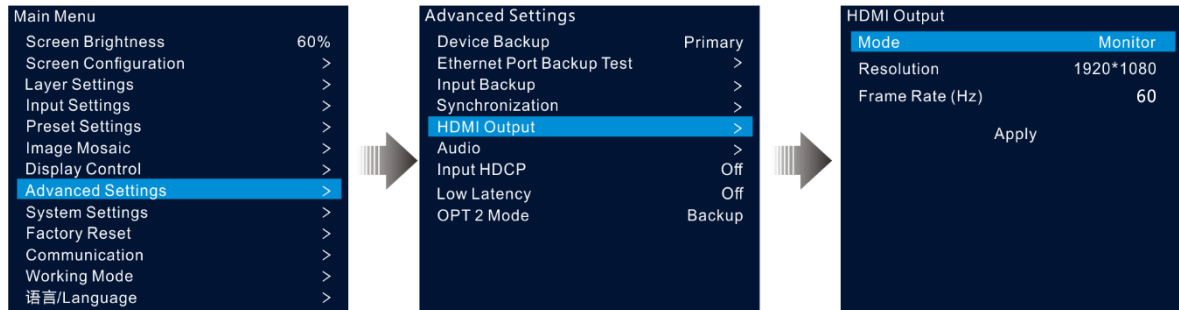 Main Menu
Screen Brightness 60%
Screen Configuration >
Layer Settings >
Input Settings >
Preset Settings >
Image Mosaic >
Display Control >
Advanced Settings >
System Settings >
Factory Reset >
Communication >
Working Mode >
语言/Language >
Advanced Settings
Device Backup Primary
Ethernet Port Backup Test >
Input Backup >
Synchronization >
HDMI Output >
Audio >
Input HDCP Off
Low Latency Off
OPT 2 Mode Backup
HDMI Output
Mode Monitor
Resolution 1920*1080
Frame Rate (Hz) 60
Apply